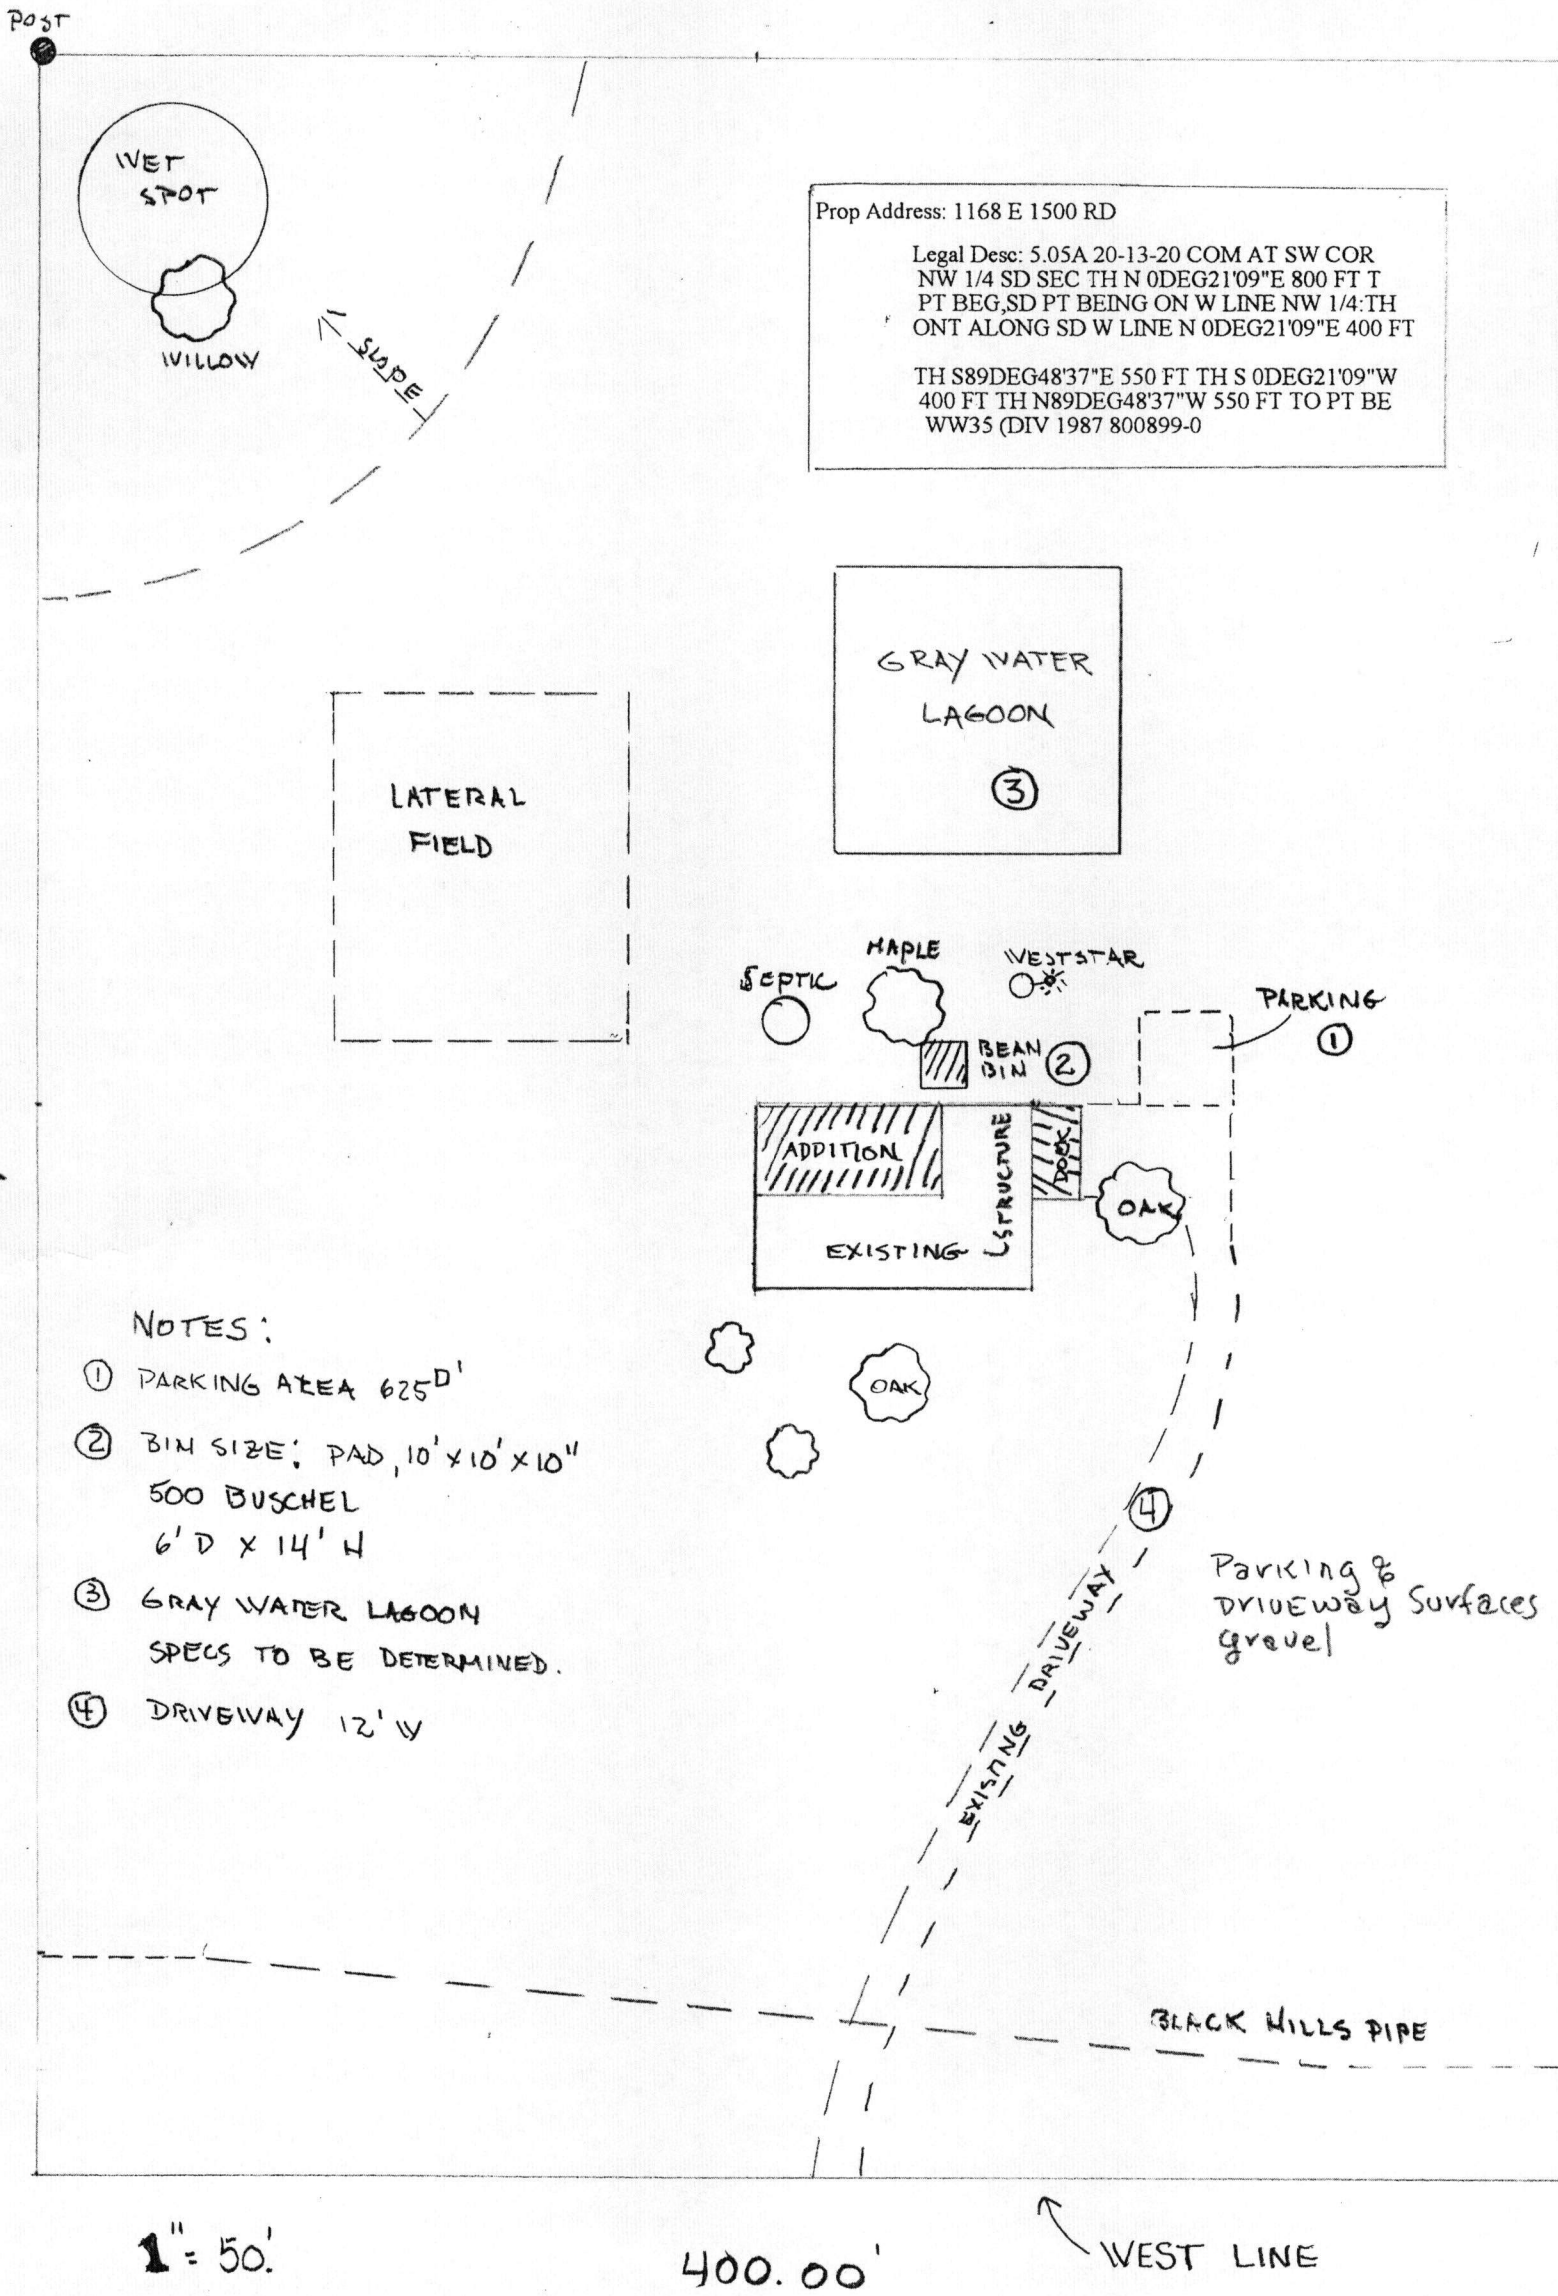 POST
WET
SPOT
WILLOW
SLOPE
Prop Address: 1168 E 1500 RD
Legal Desc: 5.05A 20-13-20 COM AT SW COR
NW 1/4 SD SEC TH N 0DEG21'09"E 800 FT T
PT BEG,SD PT BEING ON W LINE NW 1/4:TH
ONT ALONG SD W LINE N 0DEG21'09"E 400 FT
TH S89DEG48'37"E 550 FT TH S 0DEG21'09"W
400 FT TH N89DEG48'37"W 550 FT TO PT BE
WW35 (DIV 1987 800899-0
GRAY WATER
LAGOON
3
LATERAL
FIELD
SEPTIC
MAPLE
WESTSTAR
PARKING
1
BEAN
BIN 2
ADDITION
STRUCTURE
DOCK
OAK
EXISTING
OAK
NOTES:
1 PARKING AREA 625□'
2 BIN SIZE: PAD, 10'x10'x10"
500 BUSCHEL
6' D x 14' H
3 GRAY WATER LAGOON
SPECS TO BE DETERMINED.
4 DRIVEWAY 12' W
4
Parking &
DRIVEWay Surfaces
gravel
EXISTING DRIVEWAY
BLACK HILLS PIPE
1" = 50.'
400.00'
WEST LINE